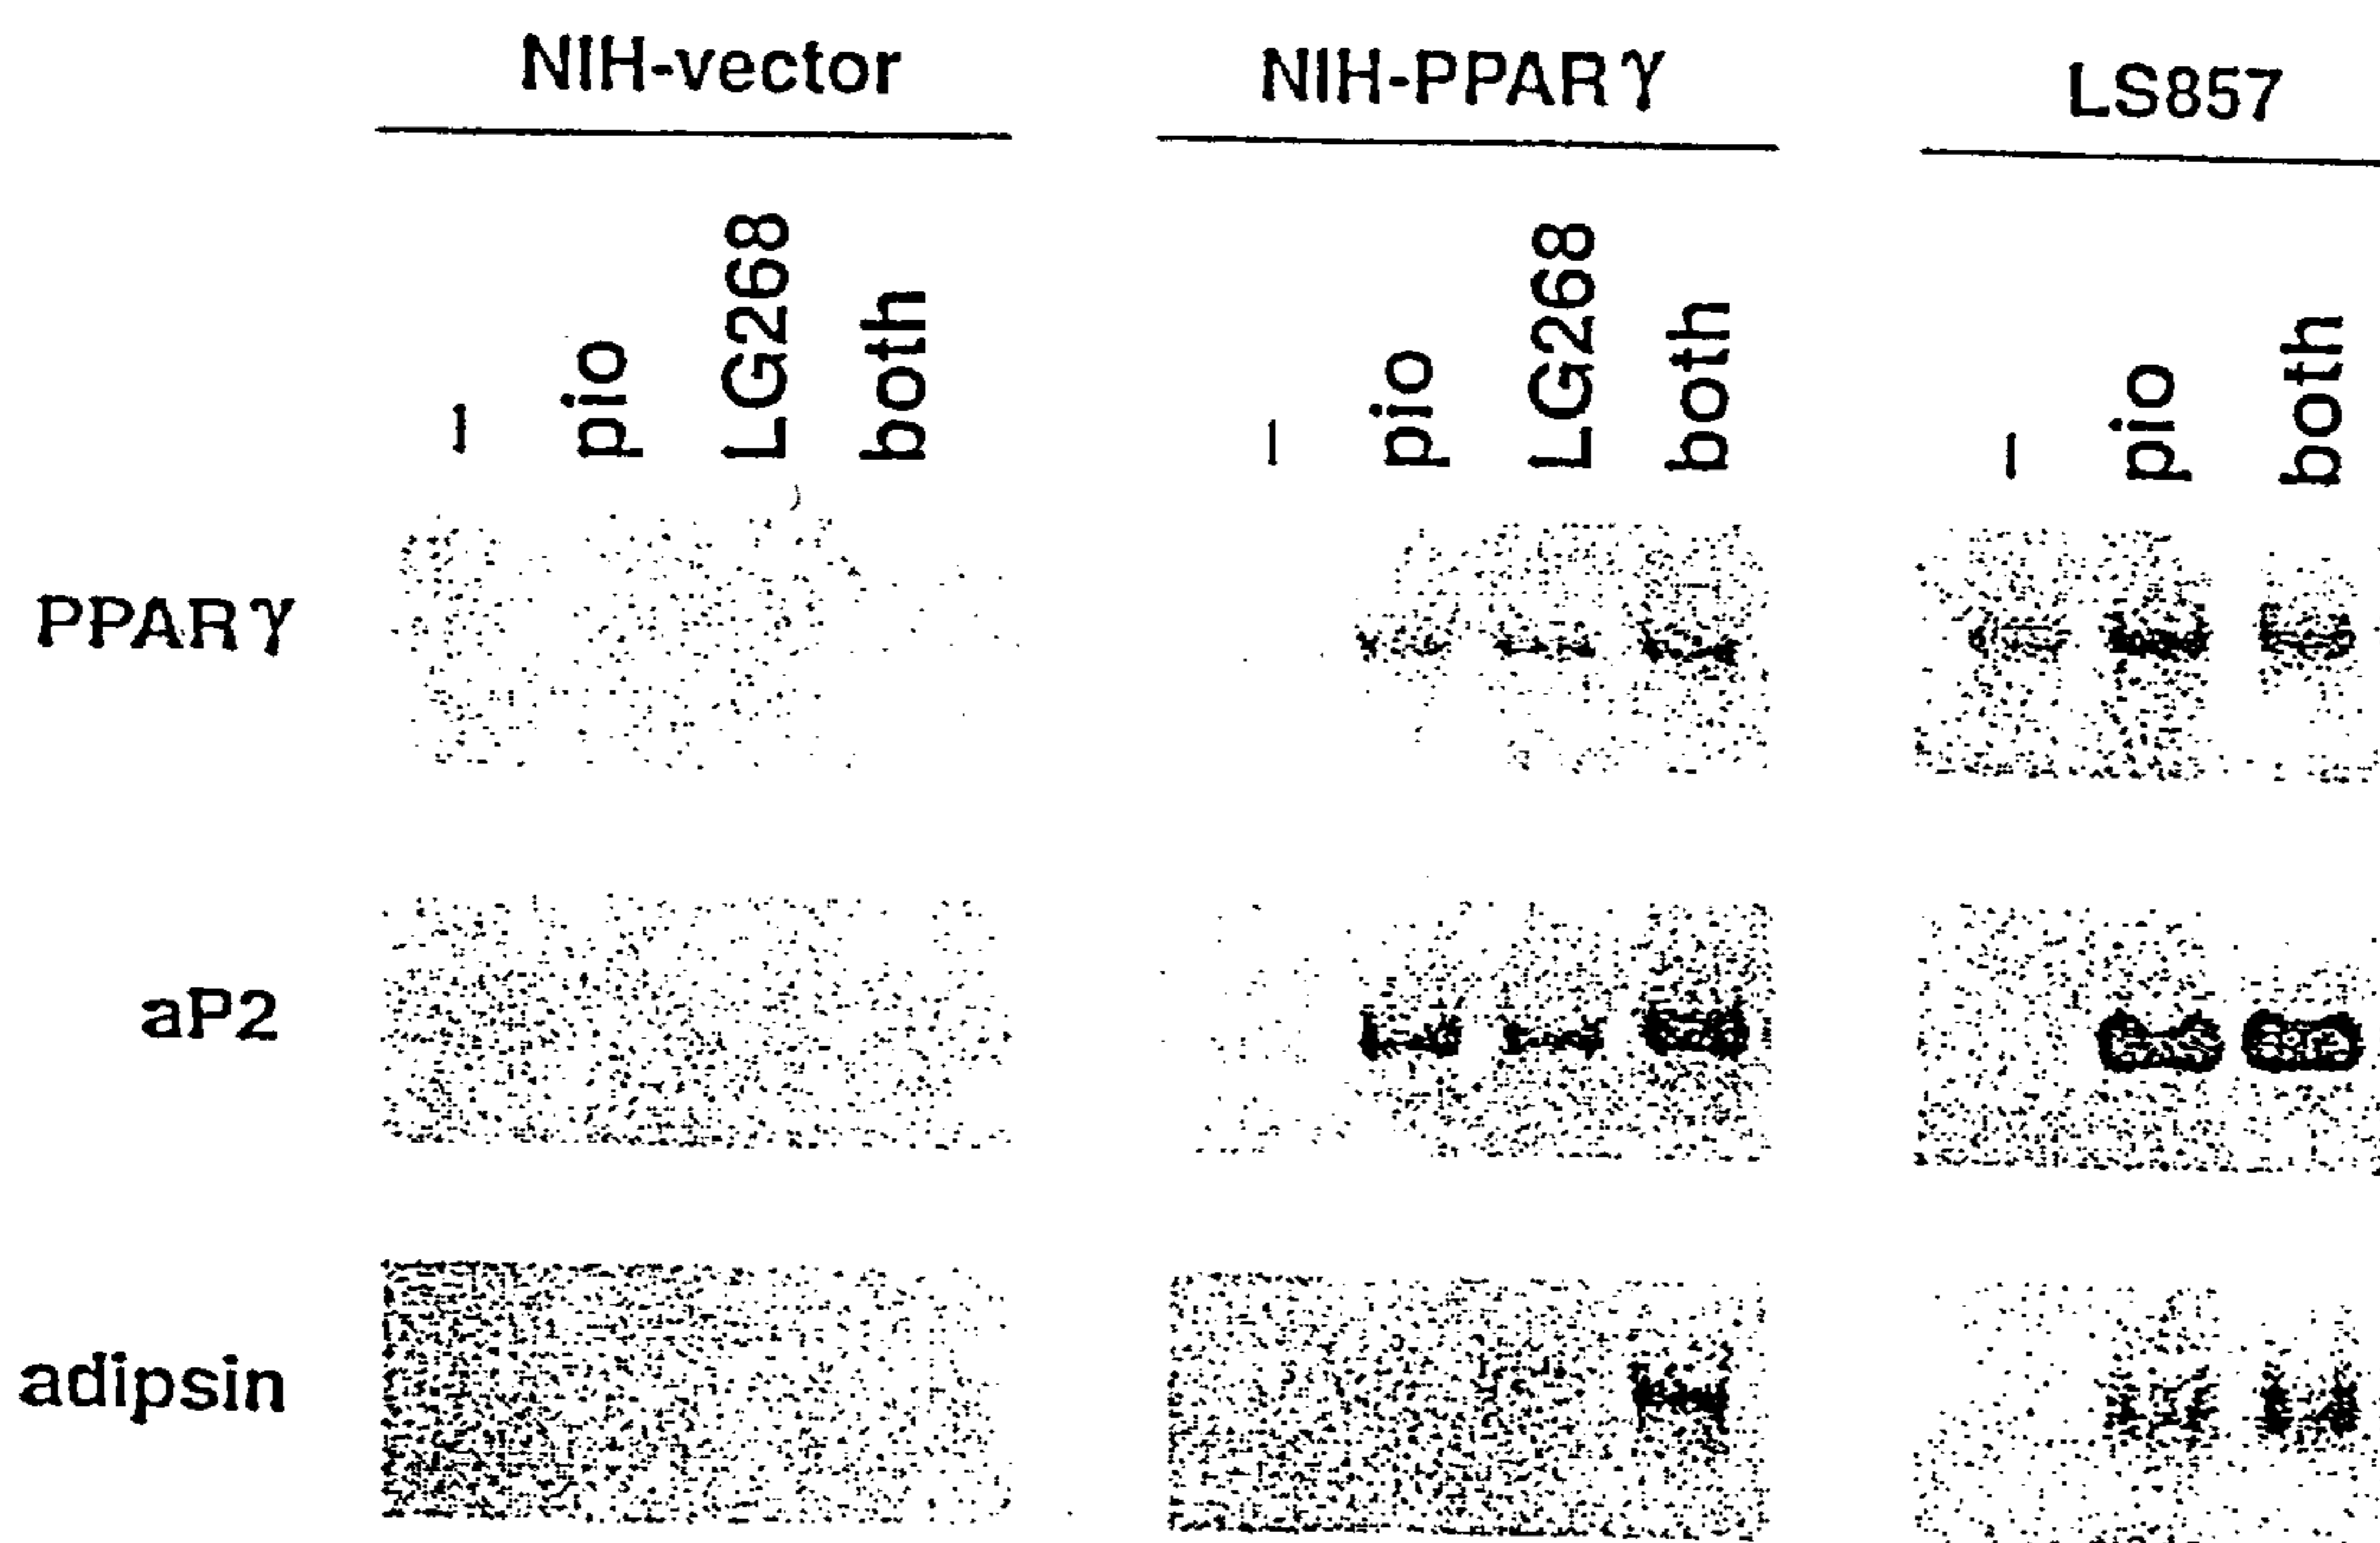 NIH-vector NIH-PPARγ LS857
– pio LG268 both – pio LG268 both – pio both
PPARγ
aP2
adipsin